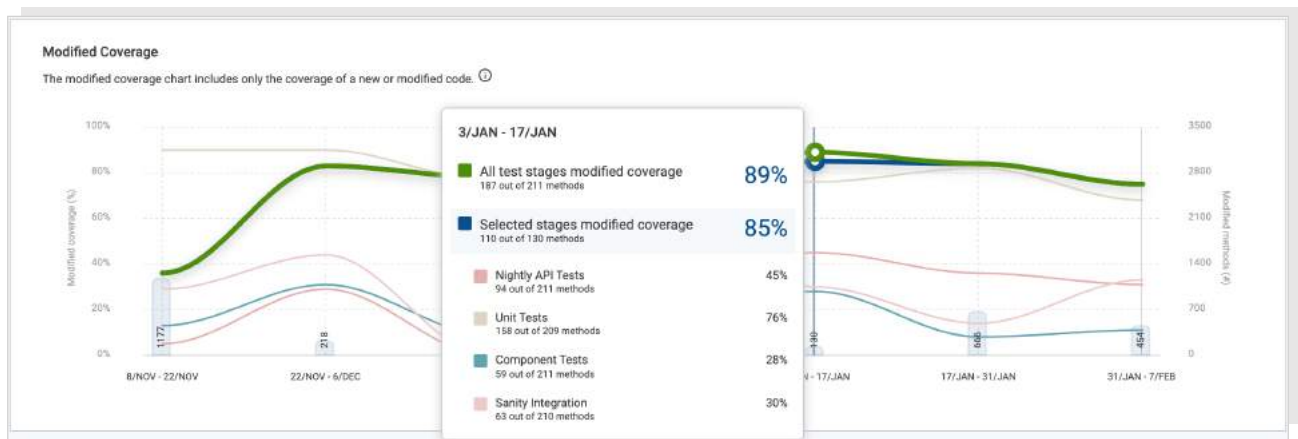 Modified Coverage
The modified coverage chart includes only the coverage of a new or modified code.
100%
80%
60%
40%
20%
0%
Modified coverage (%)
3500
2800
2100
1400
700
0
Modified methods (#)
1177
218
130
666
454
8/NOV - 22/NOV
22/NOV - 6/DEC
- 17/JAN
17/JAN - 31/JAN
31/JAN - 7/FEB
3/JAN - 17/JAN
All test stages modified coverage 89%
187 out of 211 methods
Selected stages modified coverage 85%
110 out of 130 methods
Nightly API Tests 45%
94 out of 211 methods
Unit Tests 76%
158 out of 209 methods
Component Tests 28%
59 out of 211 methods
Sanity Integration 30%
63 out of 210 methods